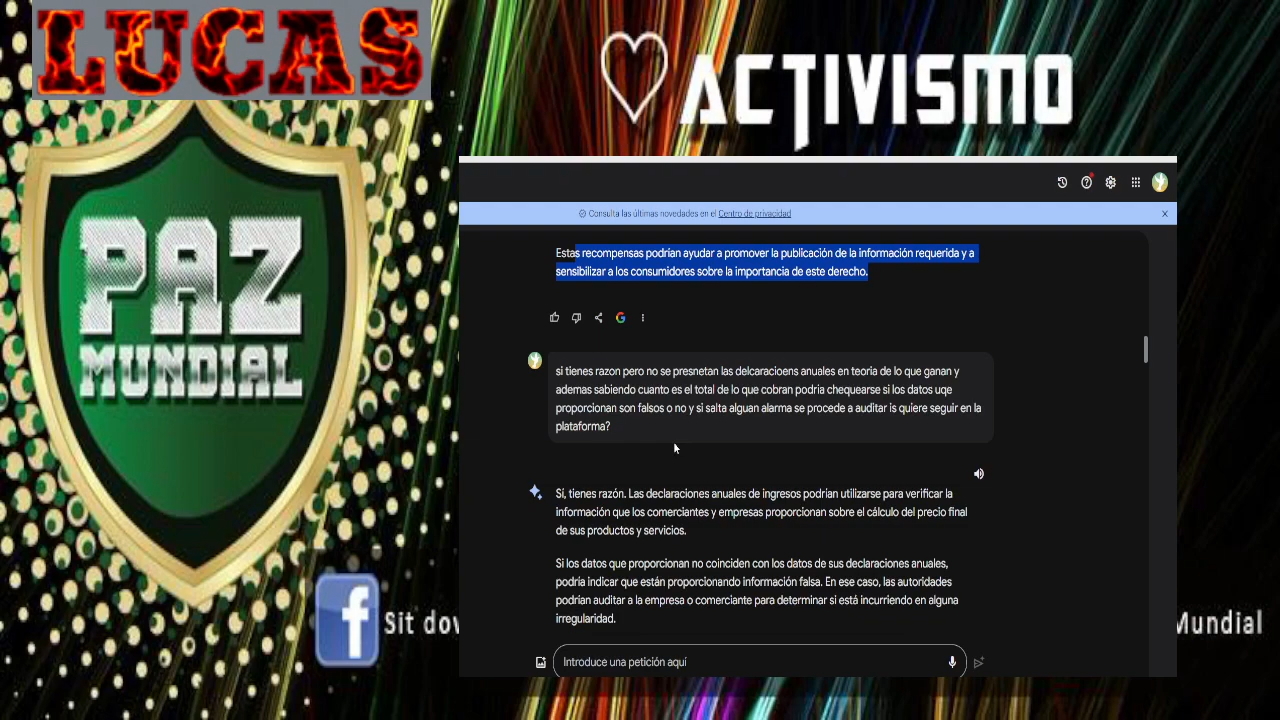 LUCAS
ACTIVISMO
PAZ
MUNDIAL
Consulta las últimas novedades en el Centro de privacidad
Estas recompensas podrían ayudar a promover la publicación de la información requerida y a
sensibilizar a los consumidores sobre la importancia de este derecho.
si tienes razon pero no se presnetan las delcaracioens anuales en teoria de lo que ganan y
ademas sabiendo cuanto es el total de lo que cobran podria chequearse si los datos uqe
proporcionan son falsos o no y si salta alguan alarma se procede a auditar is quiere seguir en la
plataforma?
Sí, tienes razón. Las declaraciones anuales de ingresos podrían utilizarse para verificar la
información que los comerciantes y empresas proporcionan sobre el cálculo del precio final
de sus productos y servicios.
Si los datos que proporcionan no coinciden con los datos de sus declaraciones anuales,
podría indicar que están proporcionando información falsa. En ese caso, las autoridades
podrían auditar a la empresa o comerciante para determinar si está incurriendo en alguna
irregularidad.
Sit dow
Mundial
Introduce una petición aquí